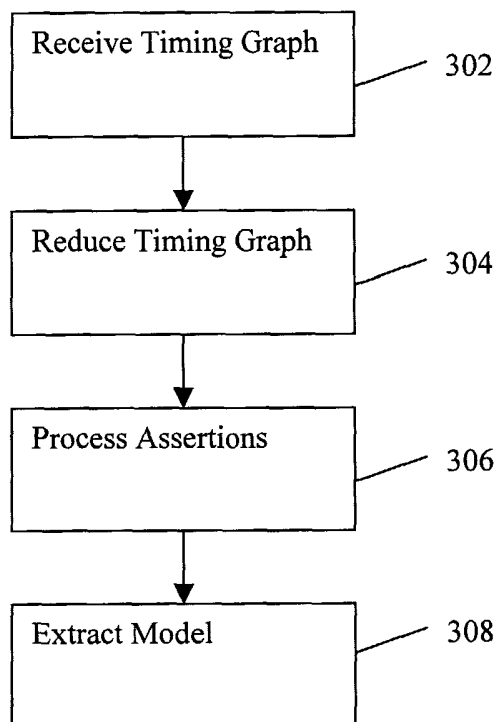 Receive Timing Graph
302
Reduce Timing Graph
304
Process Assertions
306
Extract Model
308